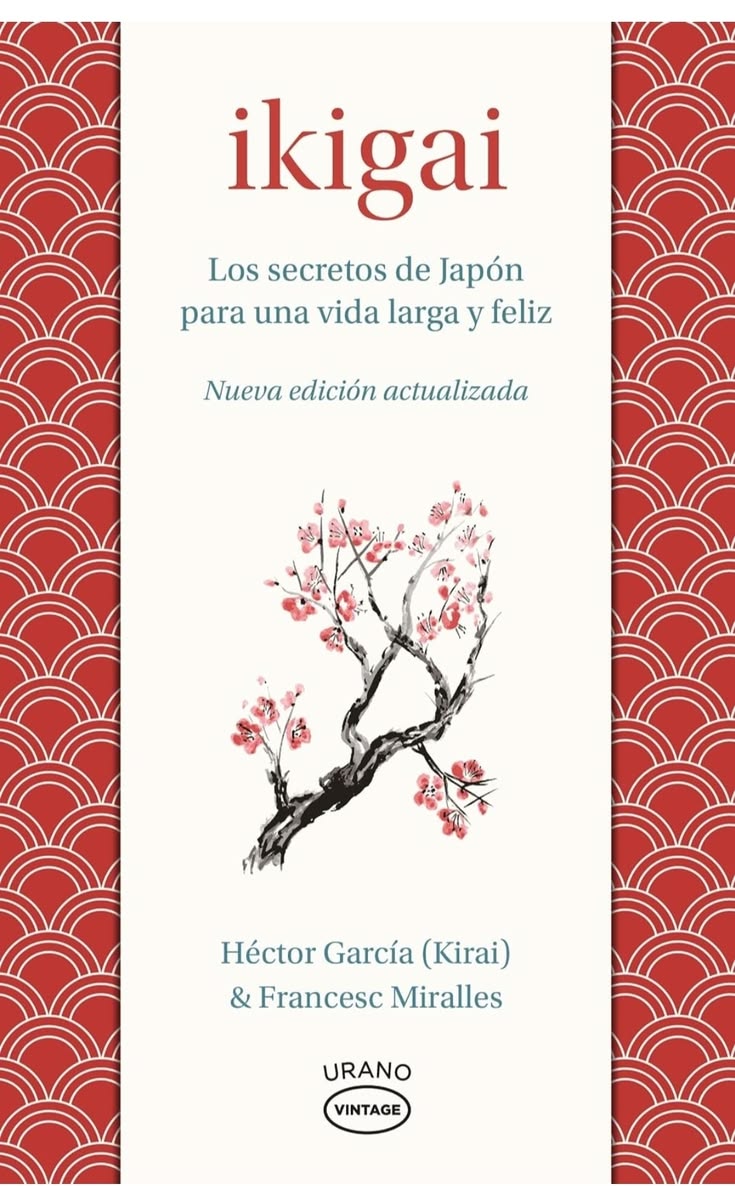 ikigai
Los secretos de Japón
para una vida larga y feliz
Nueva edición actualizada
Héctor García (Kirai)
& Francesc Miralles
URANO
VINTAGE